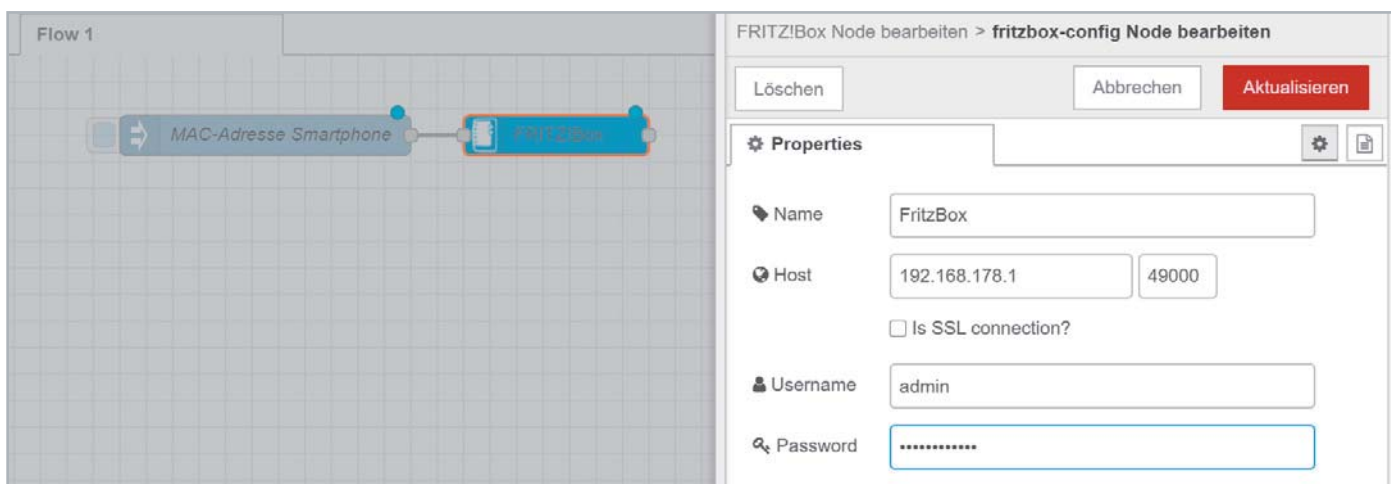 Flow 1
MAC-Adresse Smartphone
FRITZ!Box
FRITZ!Box Node bearbeiten > fritzbox-config Node bearbeiten
Löschen
Abbrechen
Aktualisieren
Properties
Name
FritzBox
Host
192.168.178.1
49000
Is SSL connection?
Username
admin
Password
••••••••••••